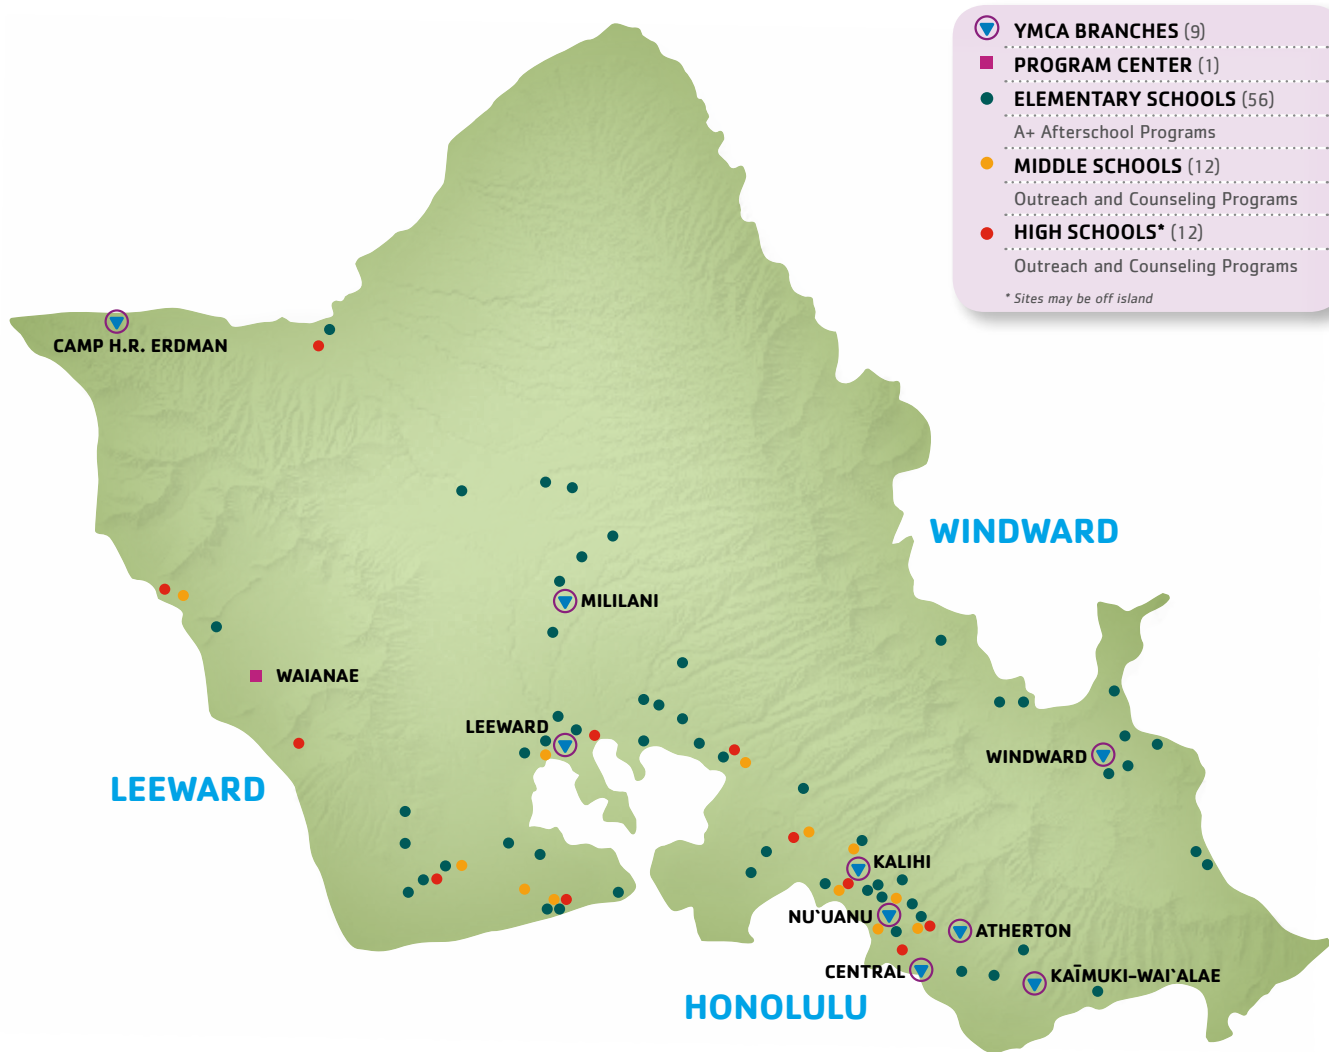 YMCA BRANCHES (9)
PROGRAM CENTER (1)
ELEMENTARY SCHOOLS (56)
A+ Afterschool Programs
MIDDLE SCHOOLS (12)
Outreach and Counseling Programs
HIGH SCHOOLS* (12)
Outreach and Counseling Programs
* Sites may be off island
CAMP H.R. ERDMAN
WINDWARD
MILILANI
WAIANAE
LEEWARD
WINDWARD
LEEWARD
KALIHI
NU‘UANU
ATHERTON
CENTRAL
KAĪMUKI–WAI‘ALAE
HONOLULU